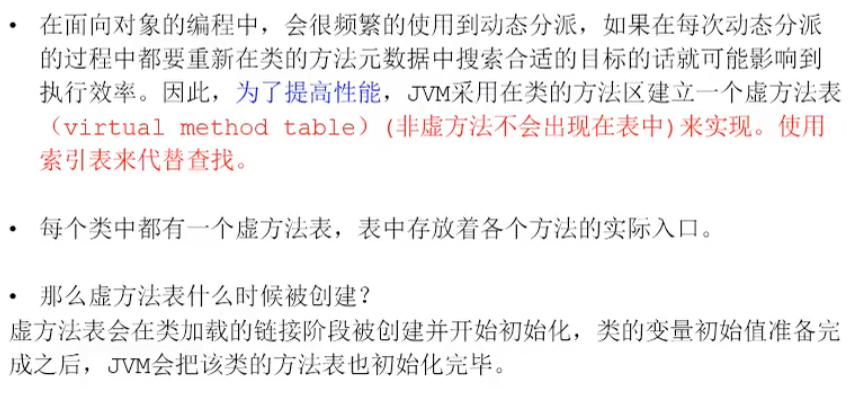 • 在面向对象的编程中，会很频繁的使用到动态分派，如果在每次动态分派
的过程中都要重新在类的方法元数据中搜索合适的目标的话就可能影响到
执行效率。因此，为了提高性能，JVM采用在类的方法区建立一个虚方法表
（virtual method table）(非虚方法不会出现在表中)来实现。使用
索引表来代替查找。
• 每个类中都有一个虚方法表，表中存放着各个方法的实际入口。
• 那么虚方法表什么时候被创建？
虚方法表会在类加载的链接阶段被创建并开始初始化，类的变量初始值准备完
成之后，JVM会把该类的方法表也初始化完毕。